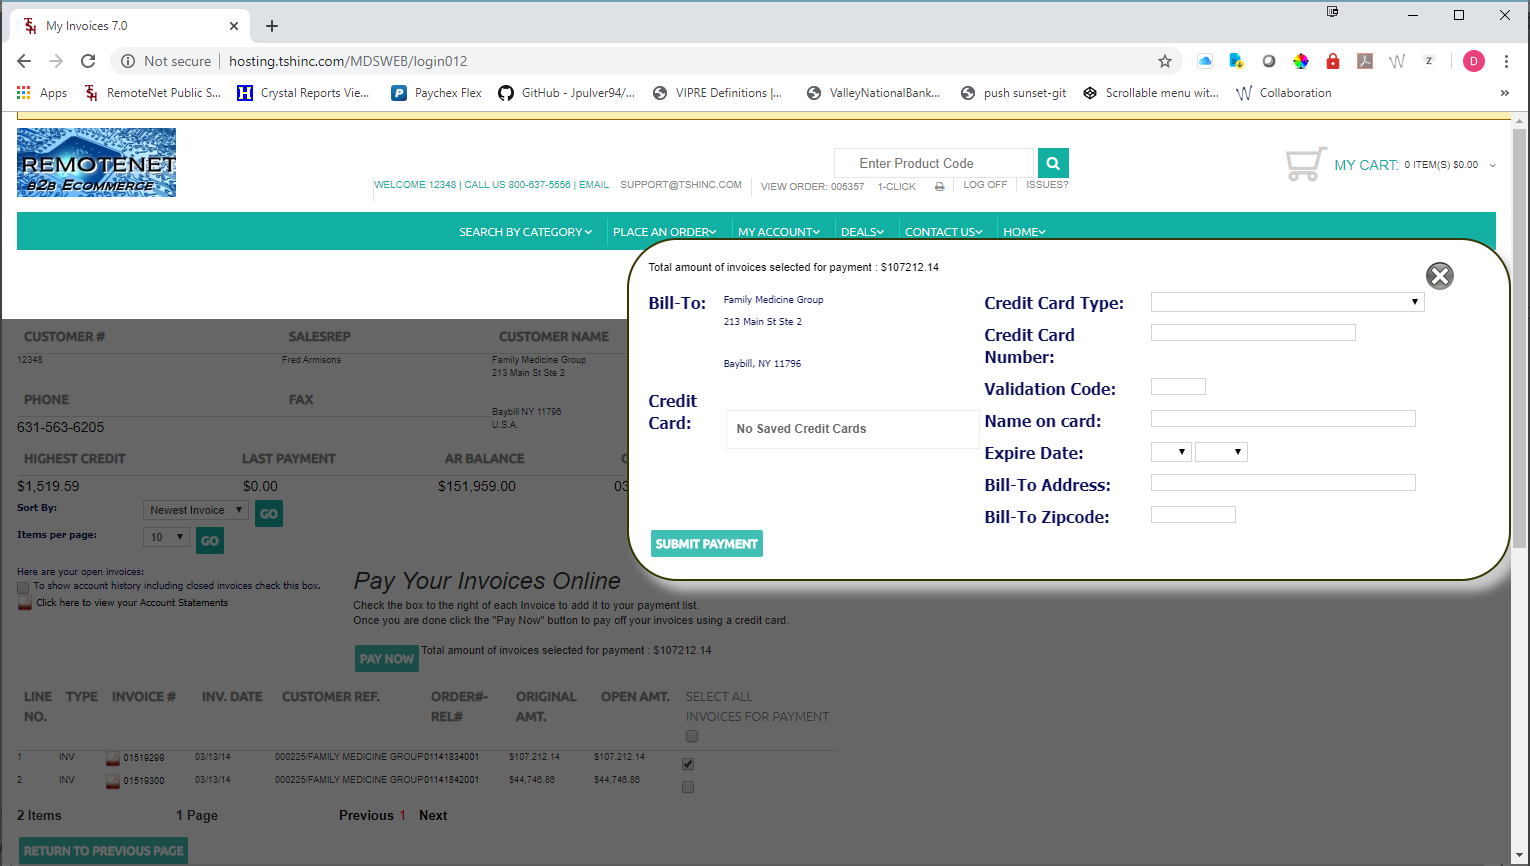 My Invoices 7.0
Not secure
hosting.tshinc.com/MDSWEB/login012
D
Apps
RemoteNet Public S...
Crystal Reports Vie...
Paychex Flex
GitHub - Jpulver94/...
VIPRE Definitions |...
ValleyNationalBank...
push sunset-git
Scrollable menu wit...
Collaboration
»
REMOTENET
B2B ECOMMERCE
Enter Product Code
MY CART: 0 ITEM(S) $0.00
WELCOME 12348 | CALL US 800-637-5556 | EMAIL SUPPORT@TSHINC.COM
VIEW ORDER: 005357
1-CLICK
LOG OFF
ISSUES?
SEARCH BY CATEGORY
PLACE AN ORDER
MY ACCOUNT
DEALS
CONTACT US
HOME
Total amount of invoices selected for payment : $107212.14
Bill-To:
Family Medicine Group
213 Main St Ste 2
Baybill, NY 11796
Credit Card:
No Saved Credit Cards
Credit Card Type:
Credit Card
Number:
Validation Code:
Name on card:
Expire Date:
Bill-To Address:
Bill-To Zipcode:
SUBMIT PAYMENT
CUSTOMER # SALESREP CUSTOMER NAME
12348 Fred Armisons Family Medicine Group
213 Main St Ste 2
PHONE FAX
Baybill NY 11796
631-563-6205
U.S.A.
HIGHEST CREDIT LAST PAYMENT AR BALANCE
$1,519.59 $0.00 $151,959.00 03
Sort By: Newest Invoice GO
Items per page: 10 GO
Here are your open invoices:
To show account history including closed invoices check this box.
Click here to view your Account Statements
Pay Your Invoices Online
Check the box to the right of each Invoice to add it to your payment list.
Once you are done click the "Pay Now" button to pay off your invoices using a credit card.
PAY NOW Total amount of invoices selected for payment : $107212.14
LINE NO. TYPE INVOICE # INV. DATE CUSTOMER REF. ORDER#-REL# ORIGINAL AMT. OPEN AMT. SELECT ALL INVOICES FOR PAYMENT
1 INV 01519299 03/13/14 000225/FAMILY MEDICINE GROUP 01141834001 $107,212.14 $107,212.14
2 INV 01519300 03/13/14 000225/FAMILY MEDICINE GROUP 01141842001 $44,746.86 $44,746.86
2 Items 1 Page Previous 1 Next
RETURN TO PREVIOUS PAGE